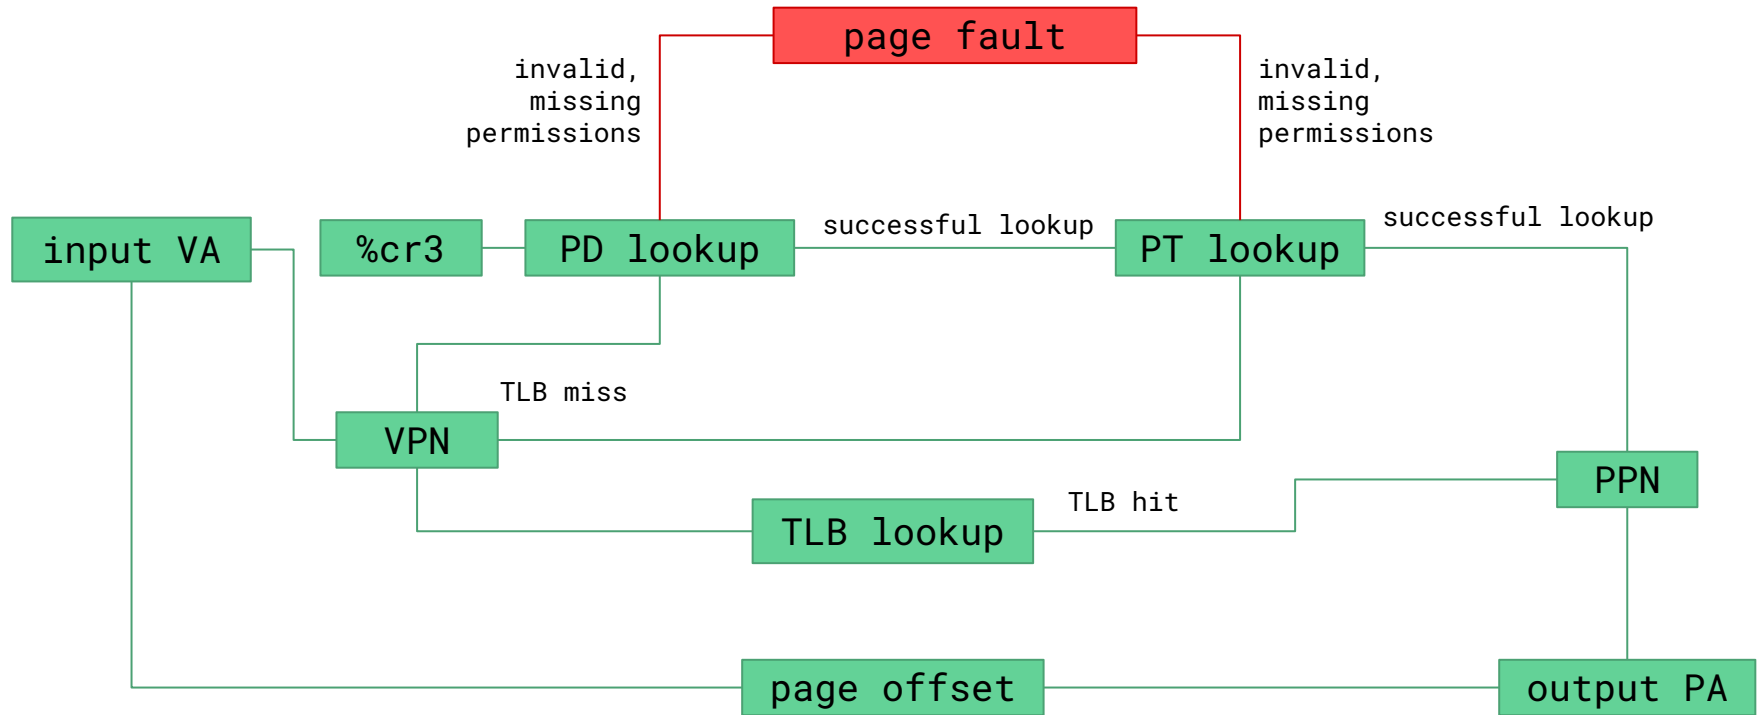 page fault
invalid,
missing
permissions
invalid,
missing
permissions
input VA
%cr3
PD lookup
successful lookup
PT lookup
successful lookup
TLB miss
VPN
PPN
TLB hit
TLB lookup
page offset
output PA